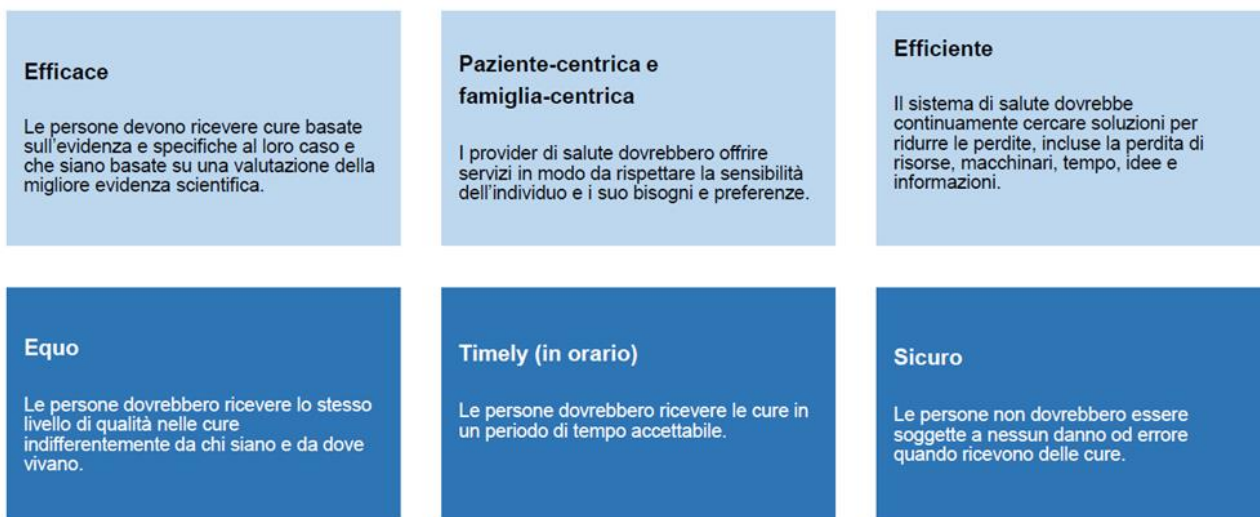 Efficace
Le persone devono ricevere cure basate
sull'evidenza e specifiche al loro caso e
che siano basate su una valutazione della
migliore evidenza scientifica.
Paziente-centrica e
famiglia-centrica
I provider di salute dovrebbero offrire
servizi in modo da rispettare la sensibilità
dell'individuo e i suo bisogni e preferenze.
Efficiente
Il sistema di salute dovrebbe
continuamente cercare soluzioni per
ridurre le perdite, incluse la perdita di
risorse, macchinari, tempo, idee e
informazioni.
Equo
Le persone dovrebbero ricevere lo stesso
livello di qualità nelle cure
indifferentemente da chi siano e da dove
vivano.
Timely (in orario)
Le persone dovrebbero ricevere le cure in
un periodo di tempo accettabile.
Sicuro
Le persone non dovrebbero essere
soggette a nessun danno od errore
quando ricevono delle cure.